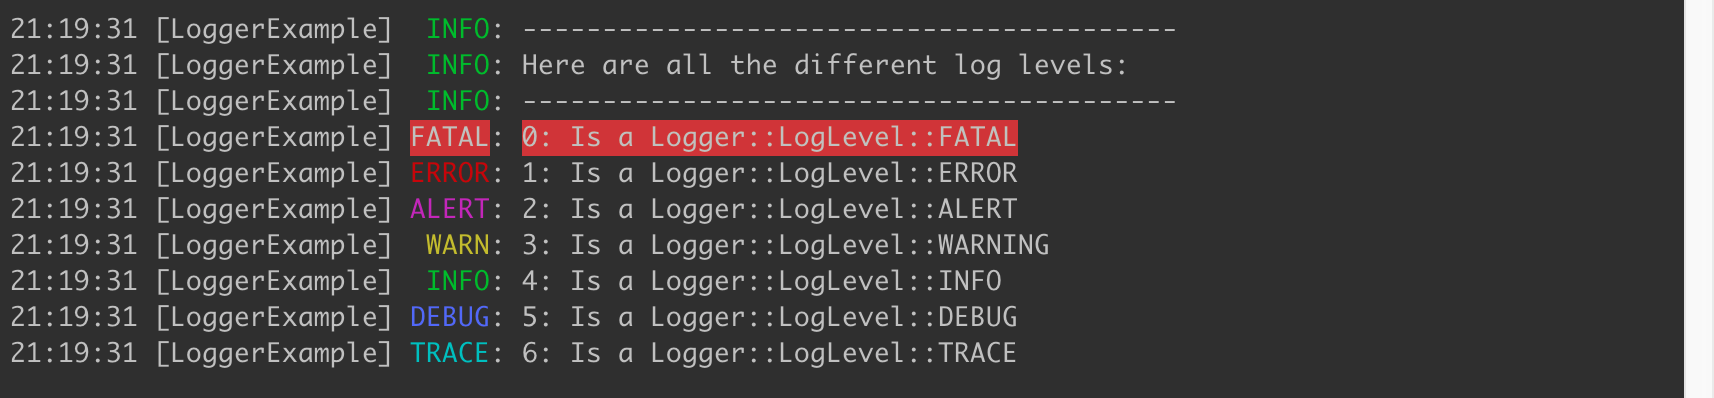 21:19:31 [LoggerExample]  INFO: -----------------------------------------
21:19:31 [LoggerExample]  INFO: Here are all the different log levels:
21:19:31 [LoggerExample]  INFO: -----------------------------------------
21:19:31 [LoggerExample] FATAL: 0: Is a Logger::LogLevel::FATAL
21:19:31 [LoggerExample] ERROR: 1: Is a Logger::LogLevel::ERROR
21:19:31 [LoggerExample] ALERT: 2: Is a Logger::LogLevel::ALERT
21:19:31 [LoggerExample]  WARN: 3: Is a Logger::LogLevel::WARNING
21:19:31 [LoggerExample]  INFO: 4: Is a Logger::LogLevel::INFO
21:19:31 [LoggerExample] DEBUG: 5: Is a Logger::LogLevel::DEBUG
21:19:31 [LoggerExample] TRACE: 6: Is a Logger::LogLevel::TRACE